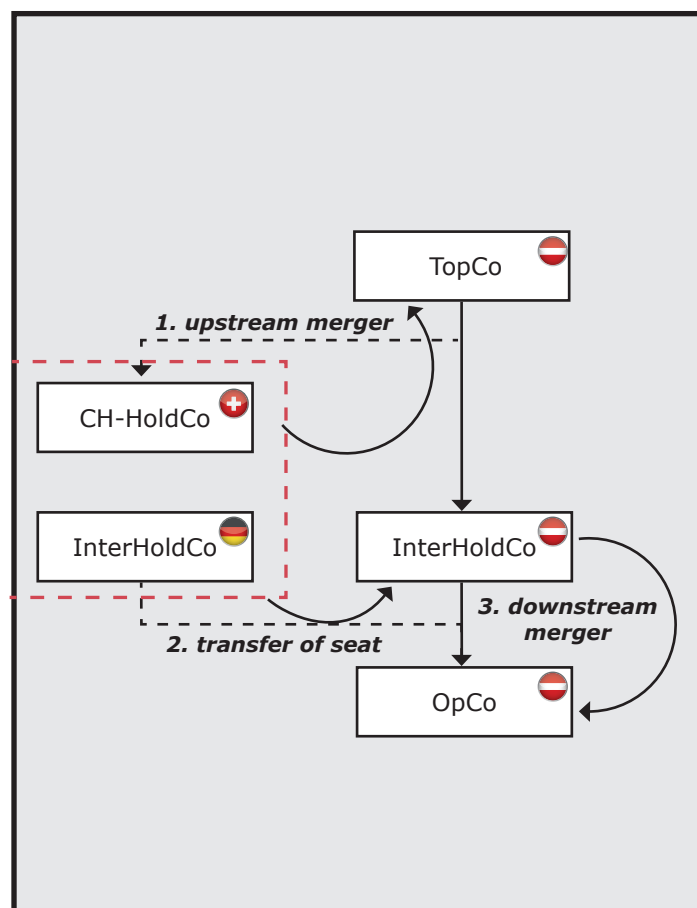 TopCo
1. upstream merger
CH-HoldCo
InterHoldCo
InterHoldCo
3. downstream
merger
2. transfer of seat
OpCo